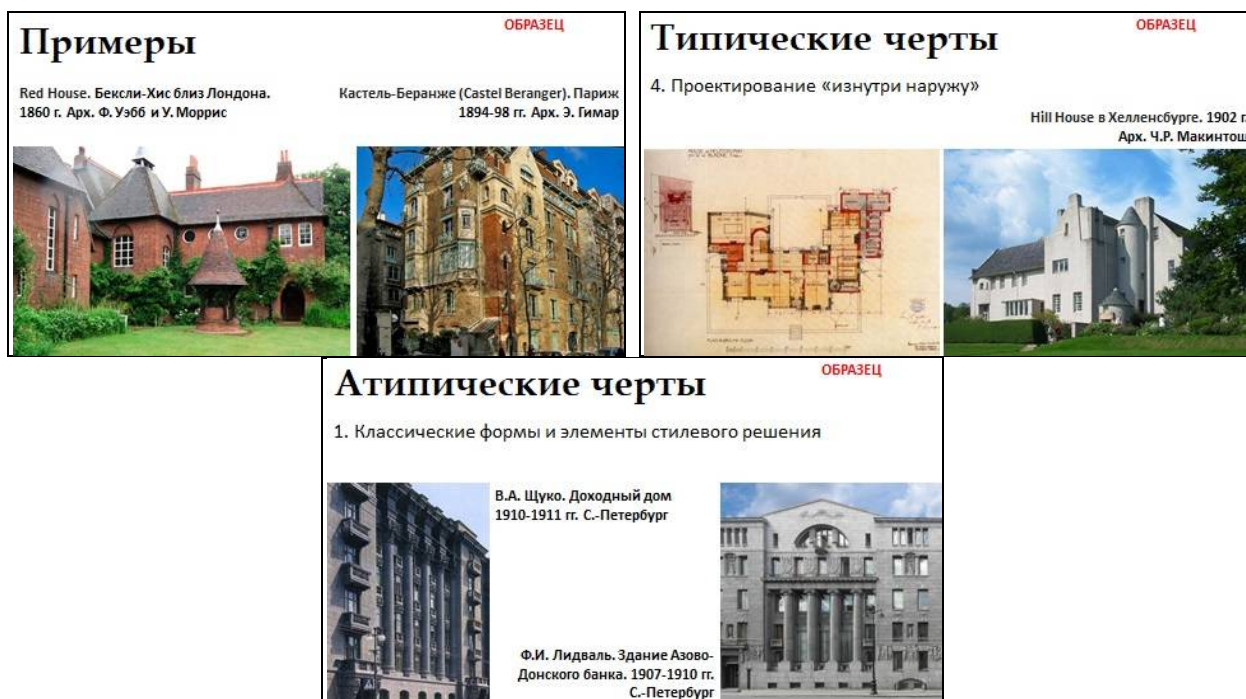 ОБРАЗЕЦ
Примеры
Red House. Бексли-Хис близ Лондона.
1860 г. Арх. Ф. Уэбб и У. Моррис
Кастель-Беранже (Castel Beranger). Париж
1894-98 гг. Арх. Э. Гимар
ОБРАЗЕЦ
Типические черты
4. Проектирование «изнутри наружу»
Hill House в Хелленсбурге. 1902 г.
Арх. Ч.Р. Макинтош
ОБРАЗЕЦ
Атипические черты
1. Классические формы и элементы стилевого решения
В.А. Щуко. Доходный дом
1910-1911 гг. С.-Петербург
Ф.И. Лидваль. Здание Азово-
Донского банка. 1907-1910 гг.
С.-Петербург